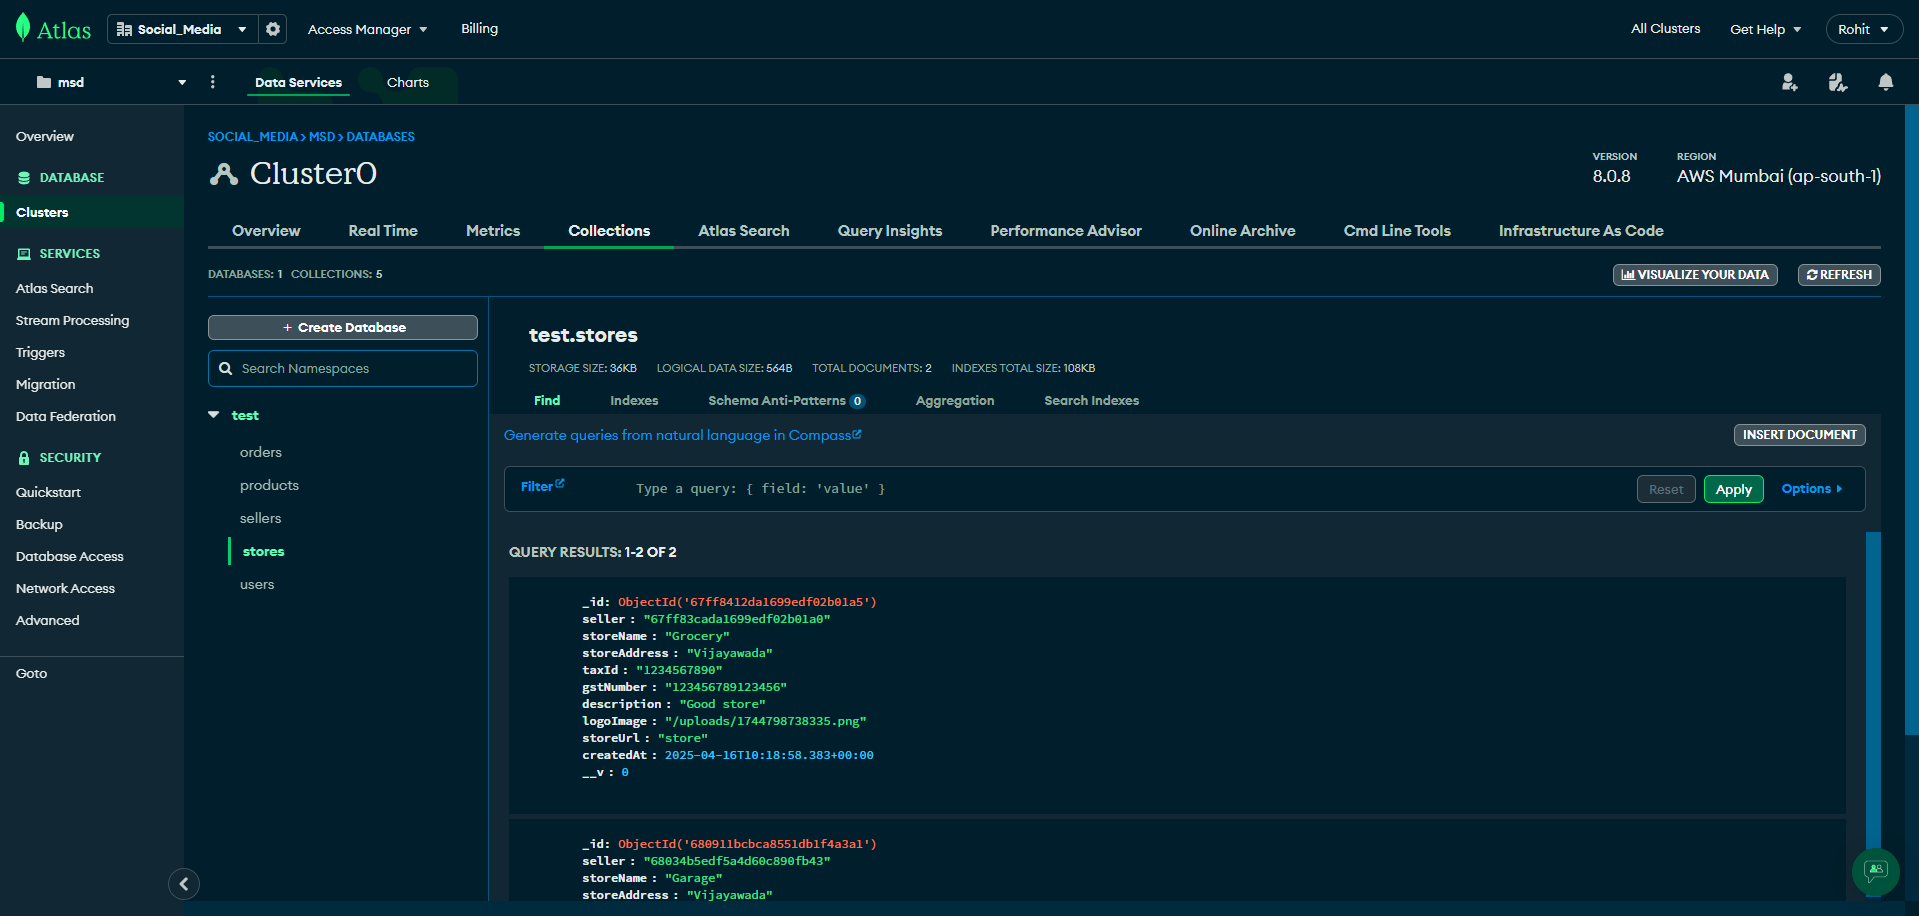 Atlas
Social_Media
Access Manager
Billing
All Clusters
Get Help
Rohit
msd
Data Services
Charts
Overview
DATABASE
Clusters
SERVICES
Atlas Search
Stream Processing
Triggers
Migration
Data Federation
SECURITY
Quickstart
Backup
Database Access
Network Access
Advanced
Goto
SOCIAL_MEDIA > MSD > DATABASES
Cluster0
VERSION
8.0.8
REGION
AWS Mumbai (ap-south-1)
Overview
Real Time
Metrics
Collections
Atlas Search
Query Insights
Performance Advisor
Online Archive
Cmd Line Tools
Infrastructure As Code
DATABASES: 1 COLLECTIONS: 5
VISUALIZE YOUR DATA
REFRESH
+ Create Database
Search Namespaces
test
orders
products
sellers
stores
users
test.stores
STORAGE SIZE: 36KB LOGICAL DATA SIZE: 564B TOTAL DOCUMENTS: 2 INDEXES TOTAL SIZE: 108KB
Find
Indexes
Schema Anti-Patterns 0
Aggregation
Search Indexes
Generate queries from natural language in Compass
INSERT DOCUMENT
Filter
Type a query: { field: 'value' }
Reset
Apply
Options
QUERY RESULTS: 1-2 OF 2
_id: ObjectId('67ff8412da1699edf02b01a5')
seller : "67ff83cada1699edf02b01a0"
storeName : "Grocery"
storeAddress : "Vijayawada"
taxId : "1234567890"
gstNumber : "123456789123456"
description : "Good store"
logoImage : "/uploads/1744798738335.png"
storeUrl : "store"
createdAt : 2025-04-16T10:18:58.383+00:00
__v : 0
_id: ObjectId('680911bcbca8551db1f4a3a1')
seller : "68034b5edf5a4d60c890fb43"
storeName : "Garage"
storeAddress : "Vijayawada"